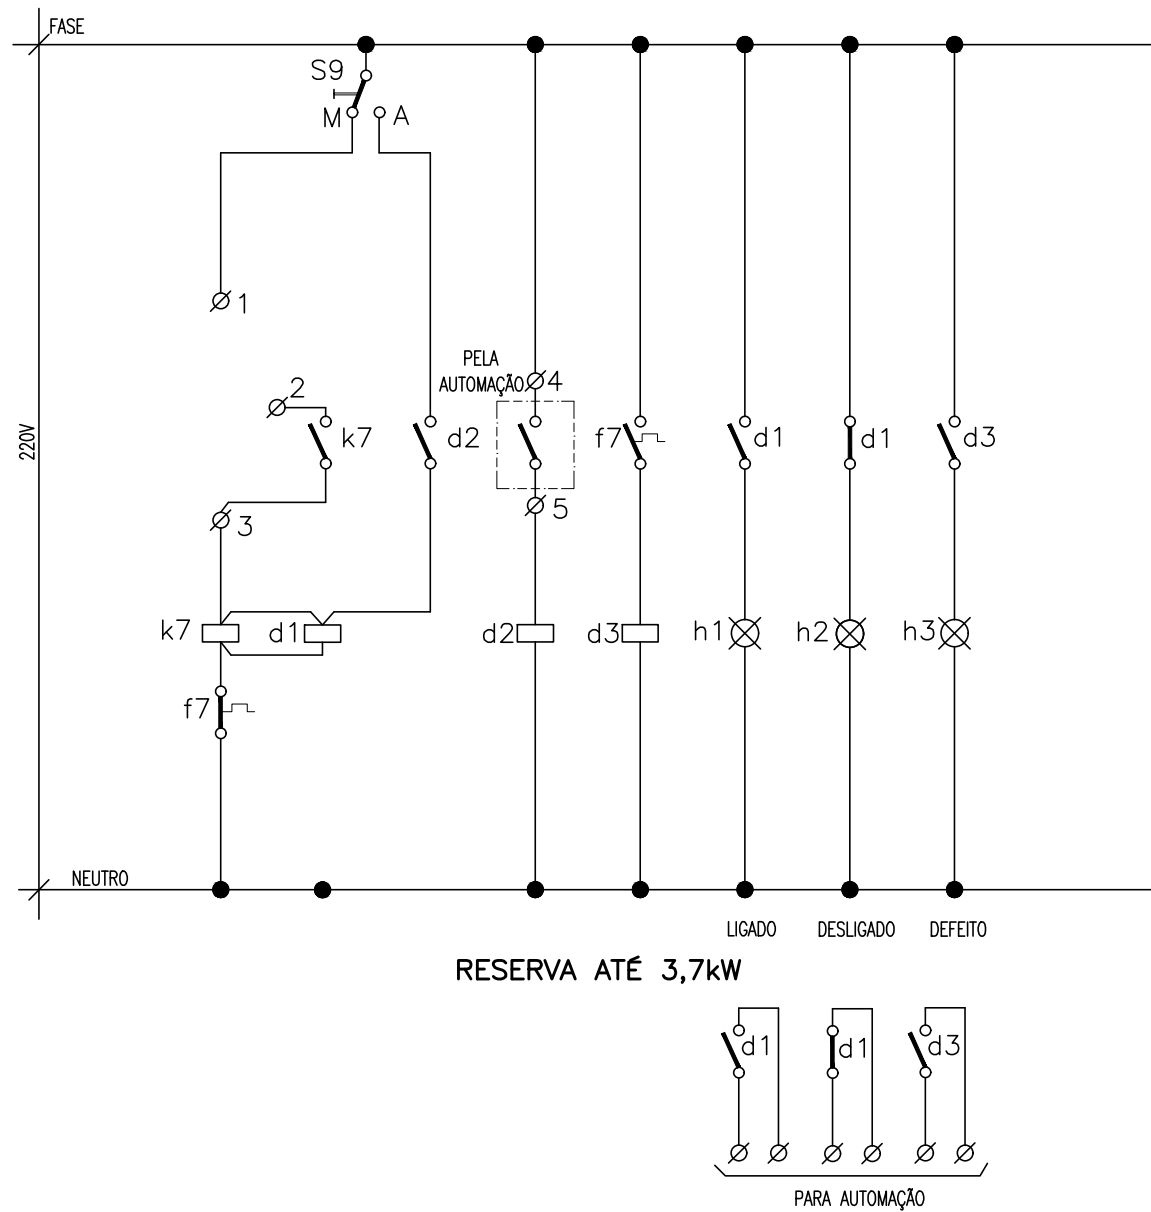 FASE
S9
M
A
1
PELA
AUTOMAÇÃO
4
2
k7
d2
f7
d1
d1
d3
220V
5
3
k7
d1
d2
d3
h1
h2
h3
f7
NEUTRO
LIGADO
DESLIGADO
DEFEITO
RESERVA ATÉ 3,7kW
d1
d1
d3
PARA AUTOMAÇÃO